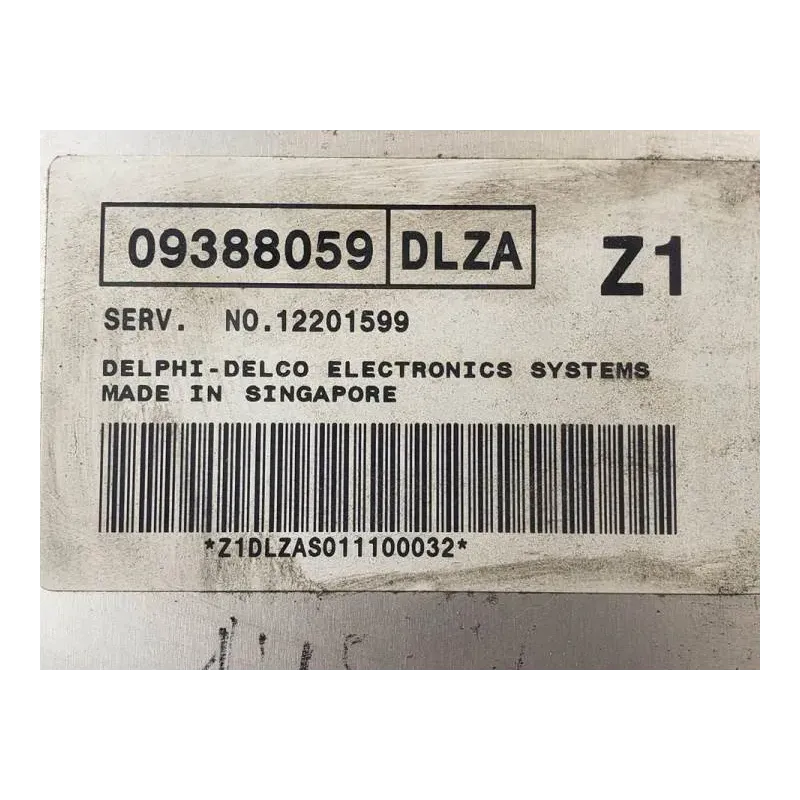 09388059 DLZA Z1
SERV. NO.12201599
DELPHI-DELCO ELECTRONICS SYSTEMS
MADE IN SINGAPORE
*Z1DLZAS011100032*